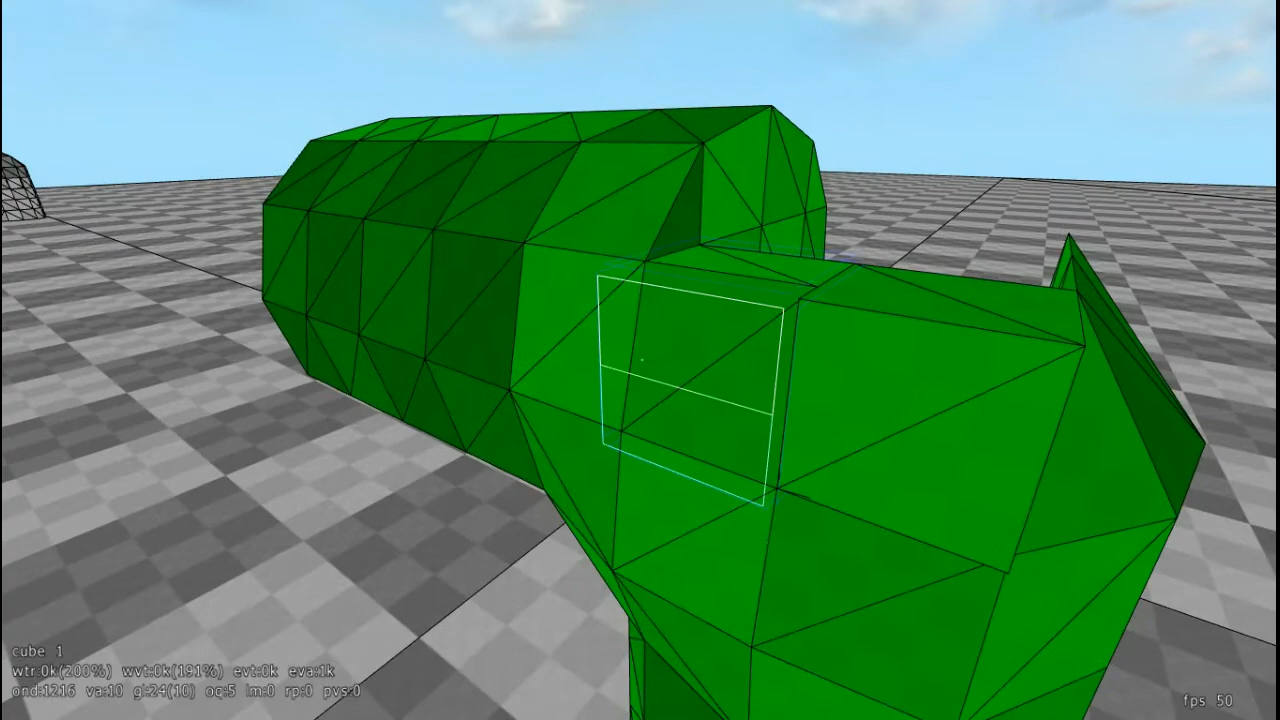 cube 1
wtr:0k(200%) wvt:0k(191%) evt:0k eva:1k
ond:1216 va:10 gl:24(10) oq:5 lm:0 rp:0 pvs:0
fps 50